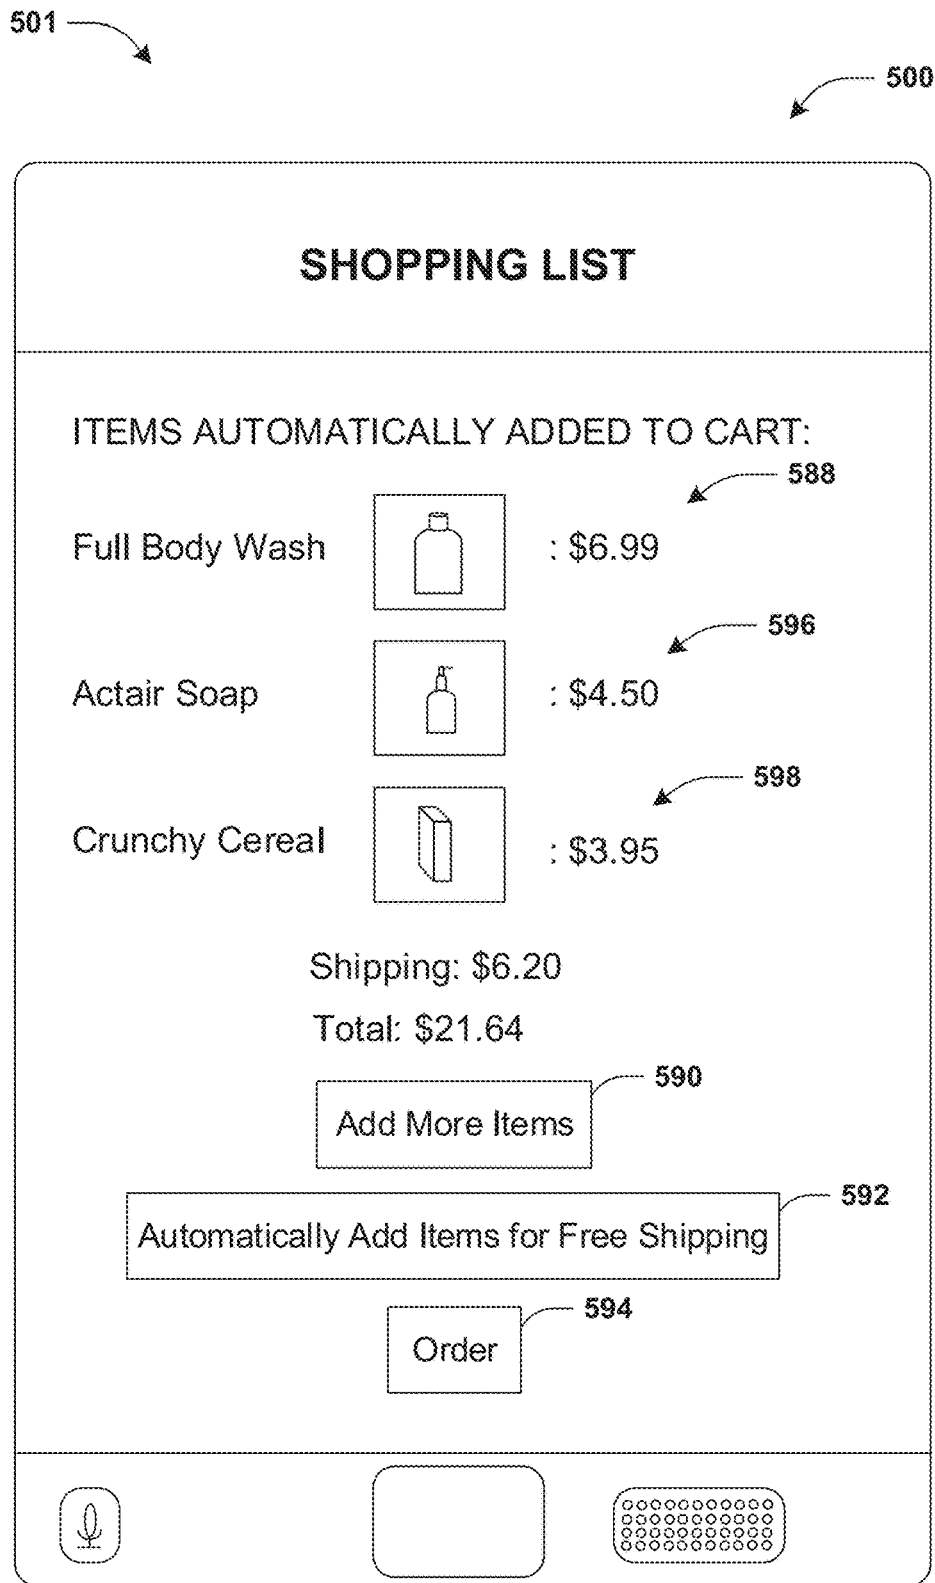 501
500
SHOPPING LIST
ITEMS AUTOMATICALLY ADDED TO CART:
588
Full Body Wash : $6.99
596
Actair Soap : $4.50
598
Crunchy Cereal : $3.95
Shipping: $6.20
Total: $21.64
590
Add More Items
592
Automatically Add Items for Free Shipping
594
Order